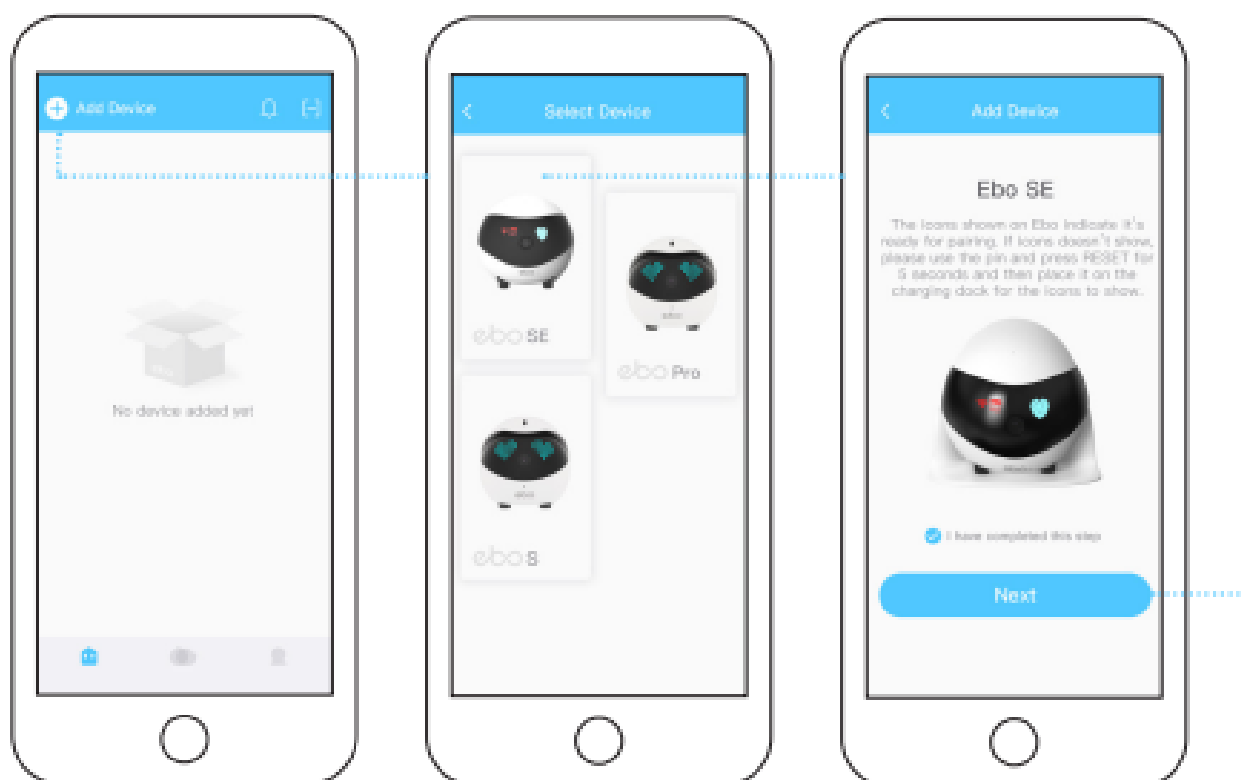 Add Device
No device added yet
Select Device
ebo SE
ebo Pro
ebo S
Add Device
Ebo SE
The icons shown on Ebo indicate it's
ready for pairing. If icons doesn't show,
please use the pin and press RESET for
5 seconds and then place it on the
charging dock for the icons to show.
I have completed this step
Next